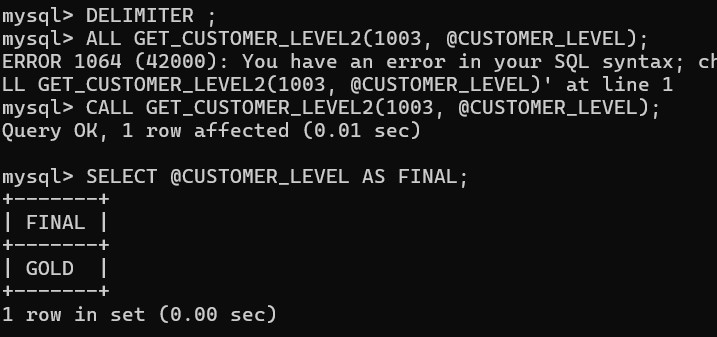 mysql> DELIMITER ;
mysql> ALL GET_CUSTOMER_LEVEL2(1003, @CUSTOMER_LEVEL);
ERROR 1064 (42000): You have an error in your SQL syntax; ch
LL GET_CUSTOMER_LEVEL2(1003, @CUSTOMER_LEVEL)' at line 1
mysql> CALL GET_CUSTOMER_LEVEL2(1003, @CUSTOMER_LEVEL);
Query OK, 1 row affected (0.01 sec)
mysql> SELECT @CUSTOMER_LEVEL AS FINAL;
+-------+
| FINAL |
+-------+
| GOLD  |
+-------+
1 row in set (0.00 sec)